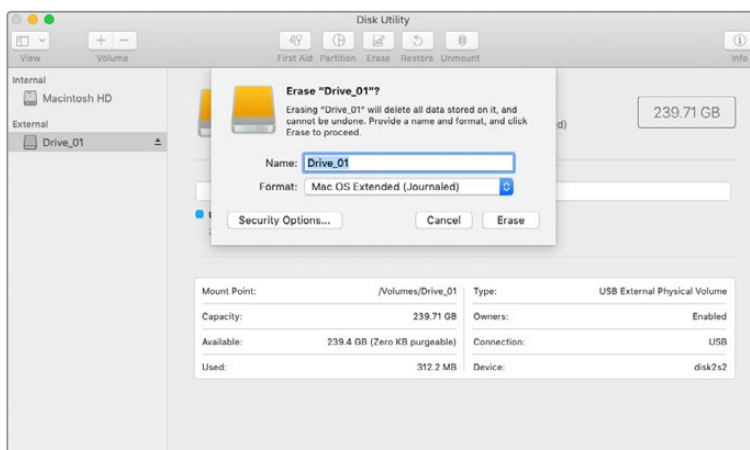 Disk Utility
View
Volume
First Aid Partition Erase Restore Unmount
Info
Internal
Macintosh HD
External
Drive_01
Erase “Drive_01”?
Erasing “Drive_01” will delete all data stored on it, and
cannot be undone. Provide a name and format, and click
Erase to proceed.
Name: Drive_01
Format: Mac OS Extended (Journaled)
Security Options... Cancel Erase
239.71 GB
Mount Point: /Volumes/Drive_01
Type: USB External Physical Volume
Capacity: 239.71 GB
Owners: Enabled
Available: 239.4 GB (Zero KB purgeable)
Connection: USB
Used: 312.2 MB
Device: disk2s2